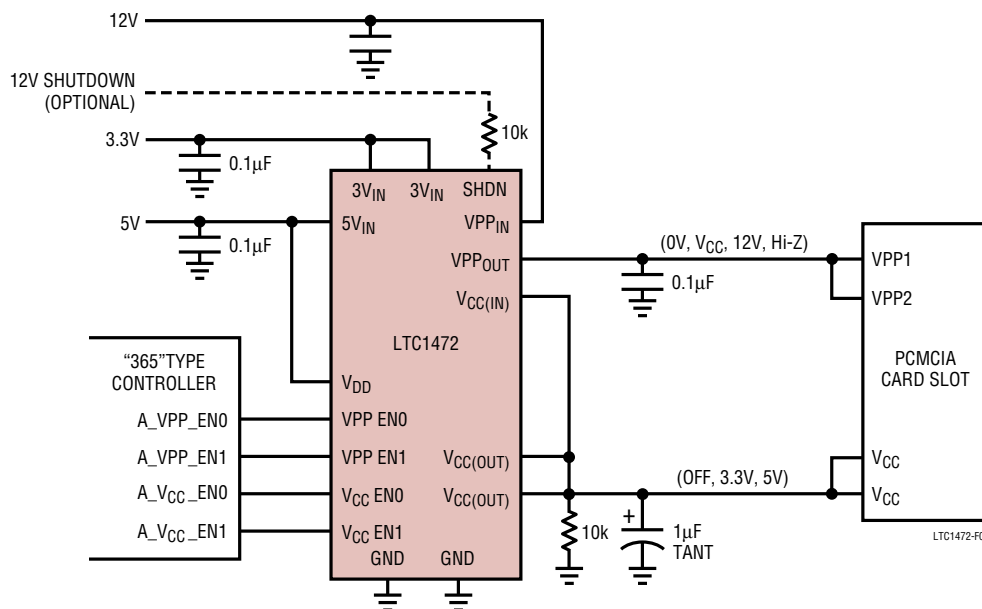 12V
12V SHUTDOWN
(OPTIONAL)
10k
3.3V
0.1µF
3VIN
3VIN
SHDN
5V
5VIN
VPPIN
0.1µF
VPPOUT
(0V, VCC, 12V, Hi-Z)
VPP1
0.1µF
VPP2
VCC(IN)
LTC1472
"365"TYPE
CONTROLLER
PCMCIA
CARD SLOT
VDD
A_VPP_EN0
VPP EN0
A_VPP_EN1
VPP EN1
VCC(OUT)
VCC
A_VCC_EN0
VCC EN0
VCC(OUT)
(OFF, 3.3V, 5V)
VCC
A_VCC_EN1
VCC EN1
10k
+
1µF
TANT
GND
GND